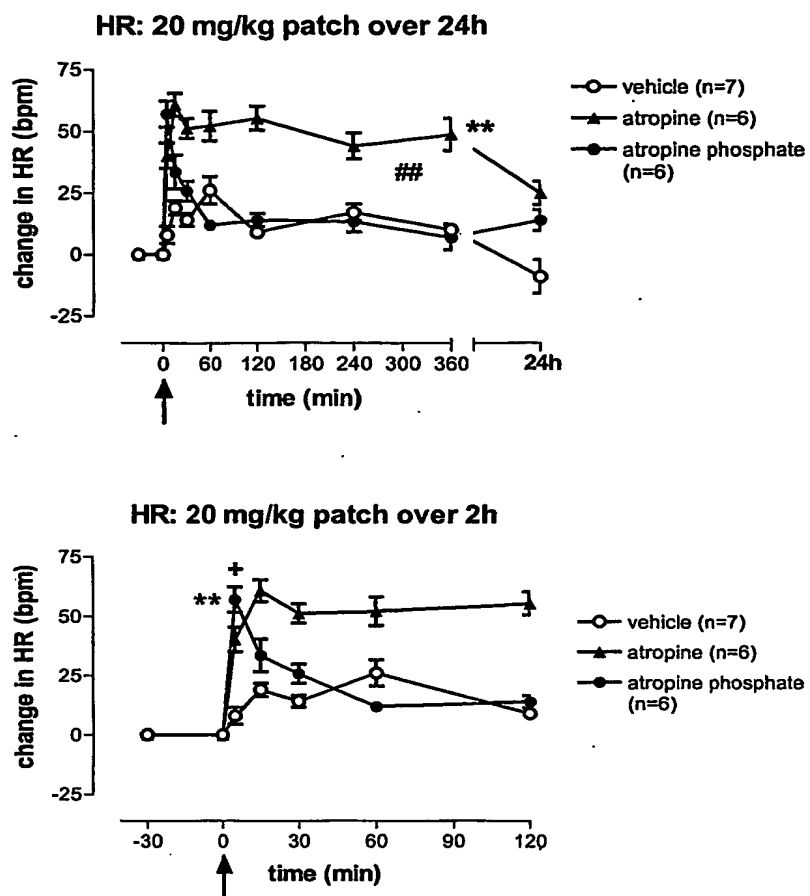 HR: 20 mg/kg patch over 24h
75
50
25
0
-25
change in HR (bpm)
**
##
vehicle (n=7)
atropine (n=6)
atropine phosphate
(n=6)
0 60 120 180 240 300 360 24h
time (min)
HR: 20 mg/kg patch over 2h
75
50
25
0
-25
change in HR (bpm)
+
**
vehicle (n=7)
atropine (n=6)
atropine phosphate
(n=6)
-30 0 30 60 90 120
time (min)